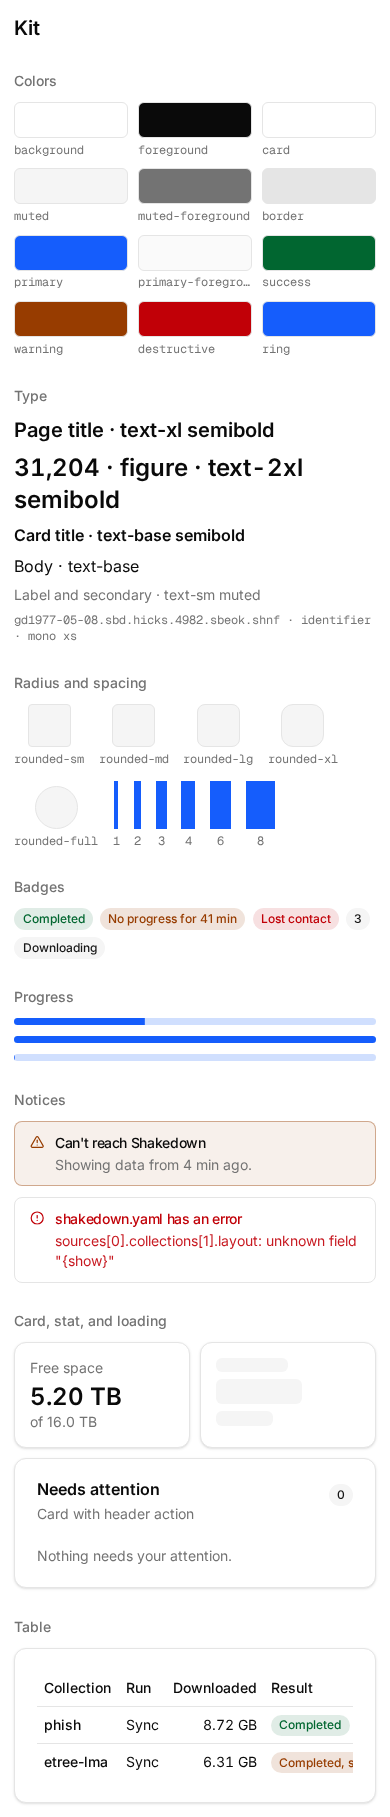 Kit
Colors
background foreground card
muted muted-foreground border
primary primary-foregro… success
warning destructive ring
Type
Page title · text-xl semibold
31,204 · figure · text-2xl
semibold
Card title · text-base semibold
Body · text-base
Label and secondary · text-sm muted
gd1977-05-08.sbd.hicks.4982.sbeok.shnf · identifier
· mono xs
Radius and spacing
rounded-sm rounded-md rounded-lg rounded-xl
rounded-full 1 2 3 4 6 8
Badges
Completed No progress for 41 min Lost contact 3
Downloading
Progress
Notices
Can't reach Shakedown
Showing data from 4 min ago.
shakedown.yaml has an error
sources[0].collections[1].layout: unknown field
"{show}"
Card, stat, and loading
Free space
5.20 TB
of 16.0 TB
Needs attention 0
Card with header action
Nothing needs your attention.
Table
Collection Run Downloaded Result
phish Sync 8.72 GB Completed
etree-lma Sync 6.31 GB Completed, s